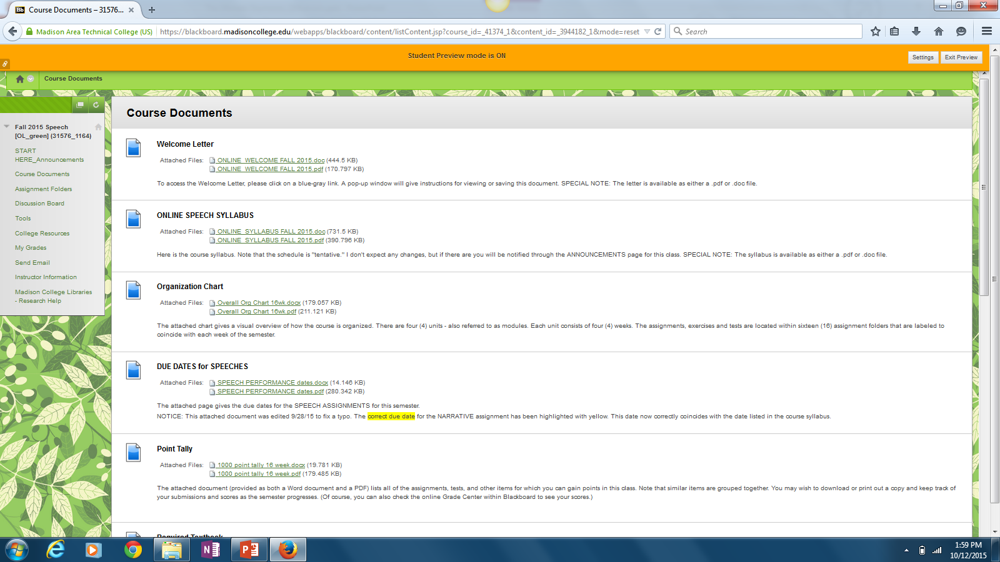 Bb Course Documents – 31576...
Madison Area Technical College (US)
https://blackboard.madisoncollege.edu/webapps/blackboard/content/listContent.jsp?course_id=_41374_1&content_id=_3944182_1&mode=reset
Search
Student Preview mode is ON
Settings
Exit Preview
Course Documents
Fall 2015 Speech
[OL_green] (31576_1164)
START
HERE_Announcements
Course Documents
Assignment Folders
Discussion Board
Tools
College Resources
My Grades
Send Email
Instructor Information
Madison College Libraries
- Research Help
Course Documents
Welcome Letter
Attached Files: ONLINE_WELCOME FALL 2015.doc (444.5 KB)
ONLINE_WELCOME FALL 2015.pdf (170.797 KB)
To access the Welcome Letter, please click on a blue-gray link. A pop-up window will give instructions for viewing or saving this document. SPECIAL NOTE: The letter is available as either a .pdf or .doc file.
ONLINE SPEECH SYLLABUS
Attached Files: ONLINE_SYLLABUS FALL 2015.doc (731.5 KB)
ONLINE_SYLLABUS FALL 2015.pdf (390.796 KB)
Here is the course syllabus. Note that the schedule is "tentative." I don't expect any changes, but if there are you will be notified through the ANNOUNCEMENTS page for this class. SPECIAL NOTE: The syllabus is available as either a .pdf or .doc file.
Organization Chart
Attached Files: Overall Org Chart 16wk.docx (179.057 KB)
Overall Org Chart 16wk.pdf (211.121 KB)
The attached chart gives a visual overview of how the course is organized. There are four (4) units - also referred to as modules. Each unit consists of four (4) weeks. The assignments, exercises and tests are located within sixteen (16) assignment folders that are labeled to
coincide with each week of the semester.
DUE DATES for SPEECHES
Attached Files: SPEECH PERFORMANCE dates.docx (14.146 KB)
SPEECH PERFORMANCE dates.pdf (280.342 KB)
The attached page gives the due dates for the SPEECH ASSIGNMENTS for this semester.
NOTICE: This attached document was edited 9/28/15 to fix a typo. The correct due date for the NARRATIVE assignment has been highlighted with yellow. This date now correctly coincides with the date listed in the course syllabus.
Point Tally
Attached Files: 1000 point tally 16 week.docx (19.781 KB)
1000 point tally 16 week.pdf (179.485 KB)
The attached document (provided as both a Word document and a PDF) lists all of the assignments, tests, and other items for which you can gain points in this class. Note that similar items are grouped together. You may wish to download or print out a copy and keep track of
your submissions and scores as the semester progresses. (Of course, you can also check the online Grade Center within Blackboard to see your scores.)
Required Textbook
1:59 PM
10/12/2015